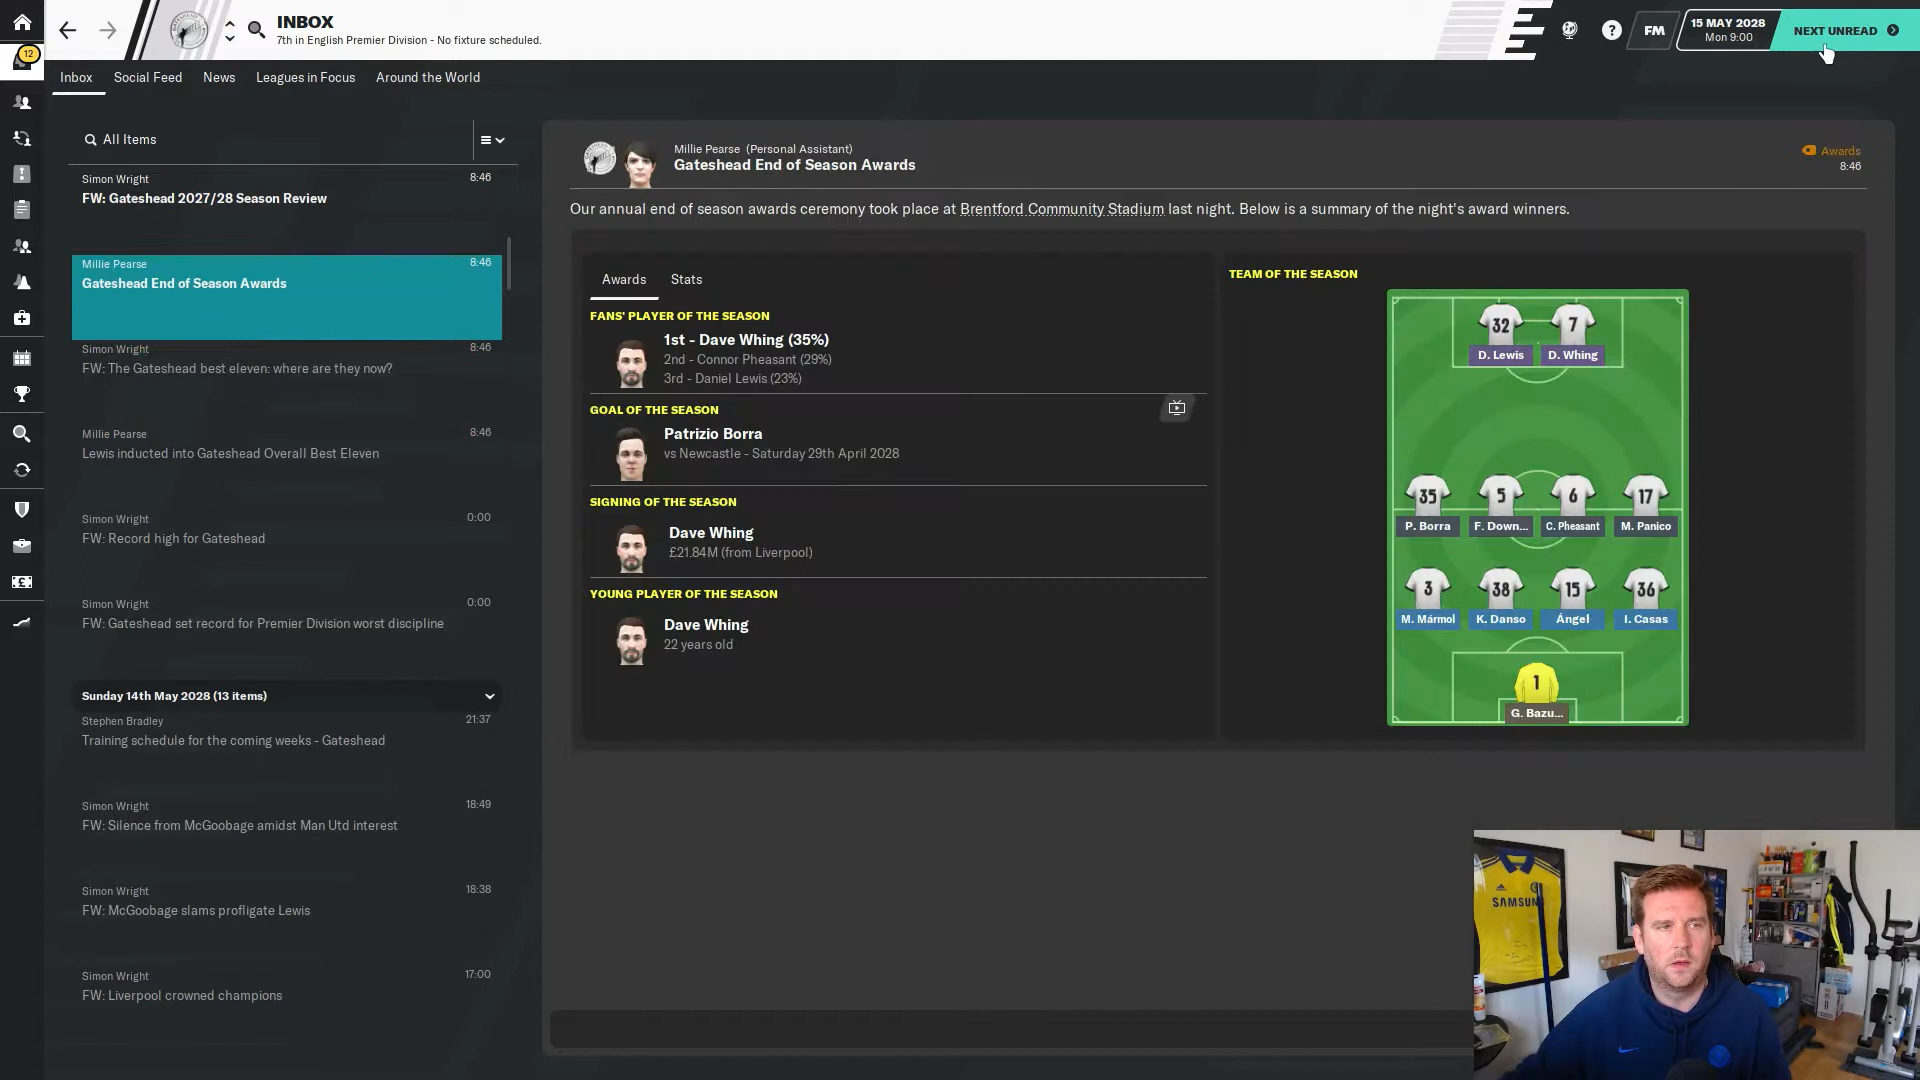 INBOX
7th in English Premier Division - No fixture scheduled.
FM
15 MAY 2028
Mon 9:00
NEXT UNREAD
12
Inbox Social Feed News Leagues in Focus Around the World
All Items
Simon Wright 8:46
FW: Gateshead 2027/28 Season Review
Millie Pearse 8:46
Gateshead End of Season Awards
Simon Wright 8:46
FW: The Gateshead best eleven: where are they now?
Millie Pearse 8:46
Lewis inducted into Gateshead Overall Best Eleven
Simon Wright 0:00
FW: Record high for Gateshead
Simon Wright 0:00
FW: Gateshead set record for Premier Division worst discipline
Sunday 14th May 2028 (13 items)
Stephen Bradley 21:37
Training schedule for the coming weeks - Gateshead
Simon Wright 18:49
FW: Silence from McGoobage amidst Man Utd interest
Simon Wright 18:38
FW: McGoobage slams profligate Lewis
Simon Wright 17:00
FW: Liverpool crowned champions
Millie Pearse (Personal Assistant)
Gateshead End of Season Awards
Awards
8:46
Our annual end of season awards ceremony took place at Brentford Community Stadium last night. Below is a summary of the night's award winners.
Awards Stats
FANS' PLAYER OF THE SEASON
1st - Dave Whing (35%)
2nd - Connor Pheasant (29%)
3rd - Daniel Lewis (23%)
GOAL OF THE SEASON
Patrizio Borra
vs Newcastle - Saturday 29th April 2028
SIGNING OF THE SEASON
Dave Whing
£21.84M (from Liverpool)
YOUNG PLAYER OF THE SEASON
Dave Whing
22 years old
TEAM OF THE SEASON
32 7
D. Lewis D. Whing
35 5 6 17
P. Borra F. Down... C. Pheasant M. Panico
3 38 15 36
M. Mármol K. Danso Ángel I. Casas
1
G. Bazu...
SAMSUNG